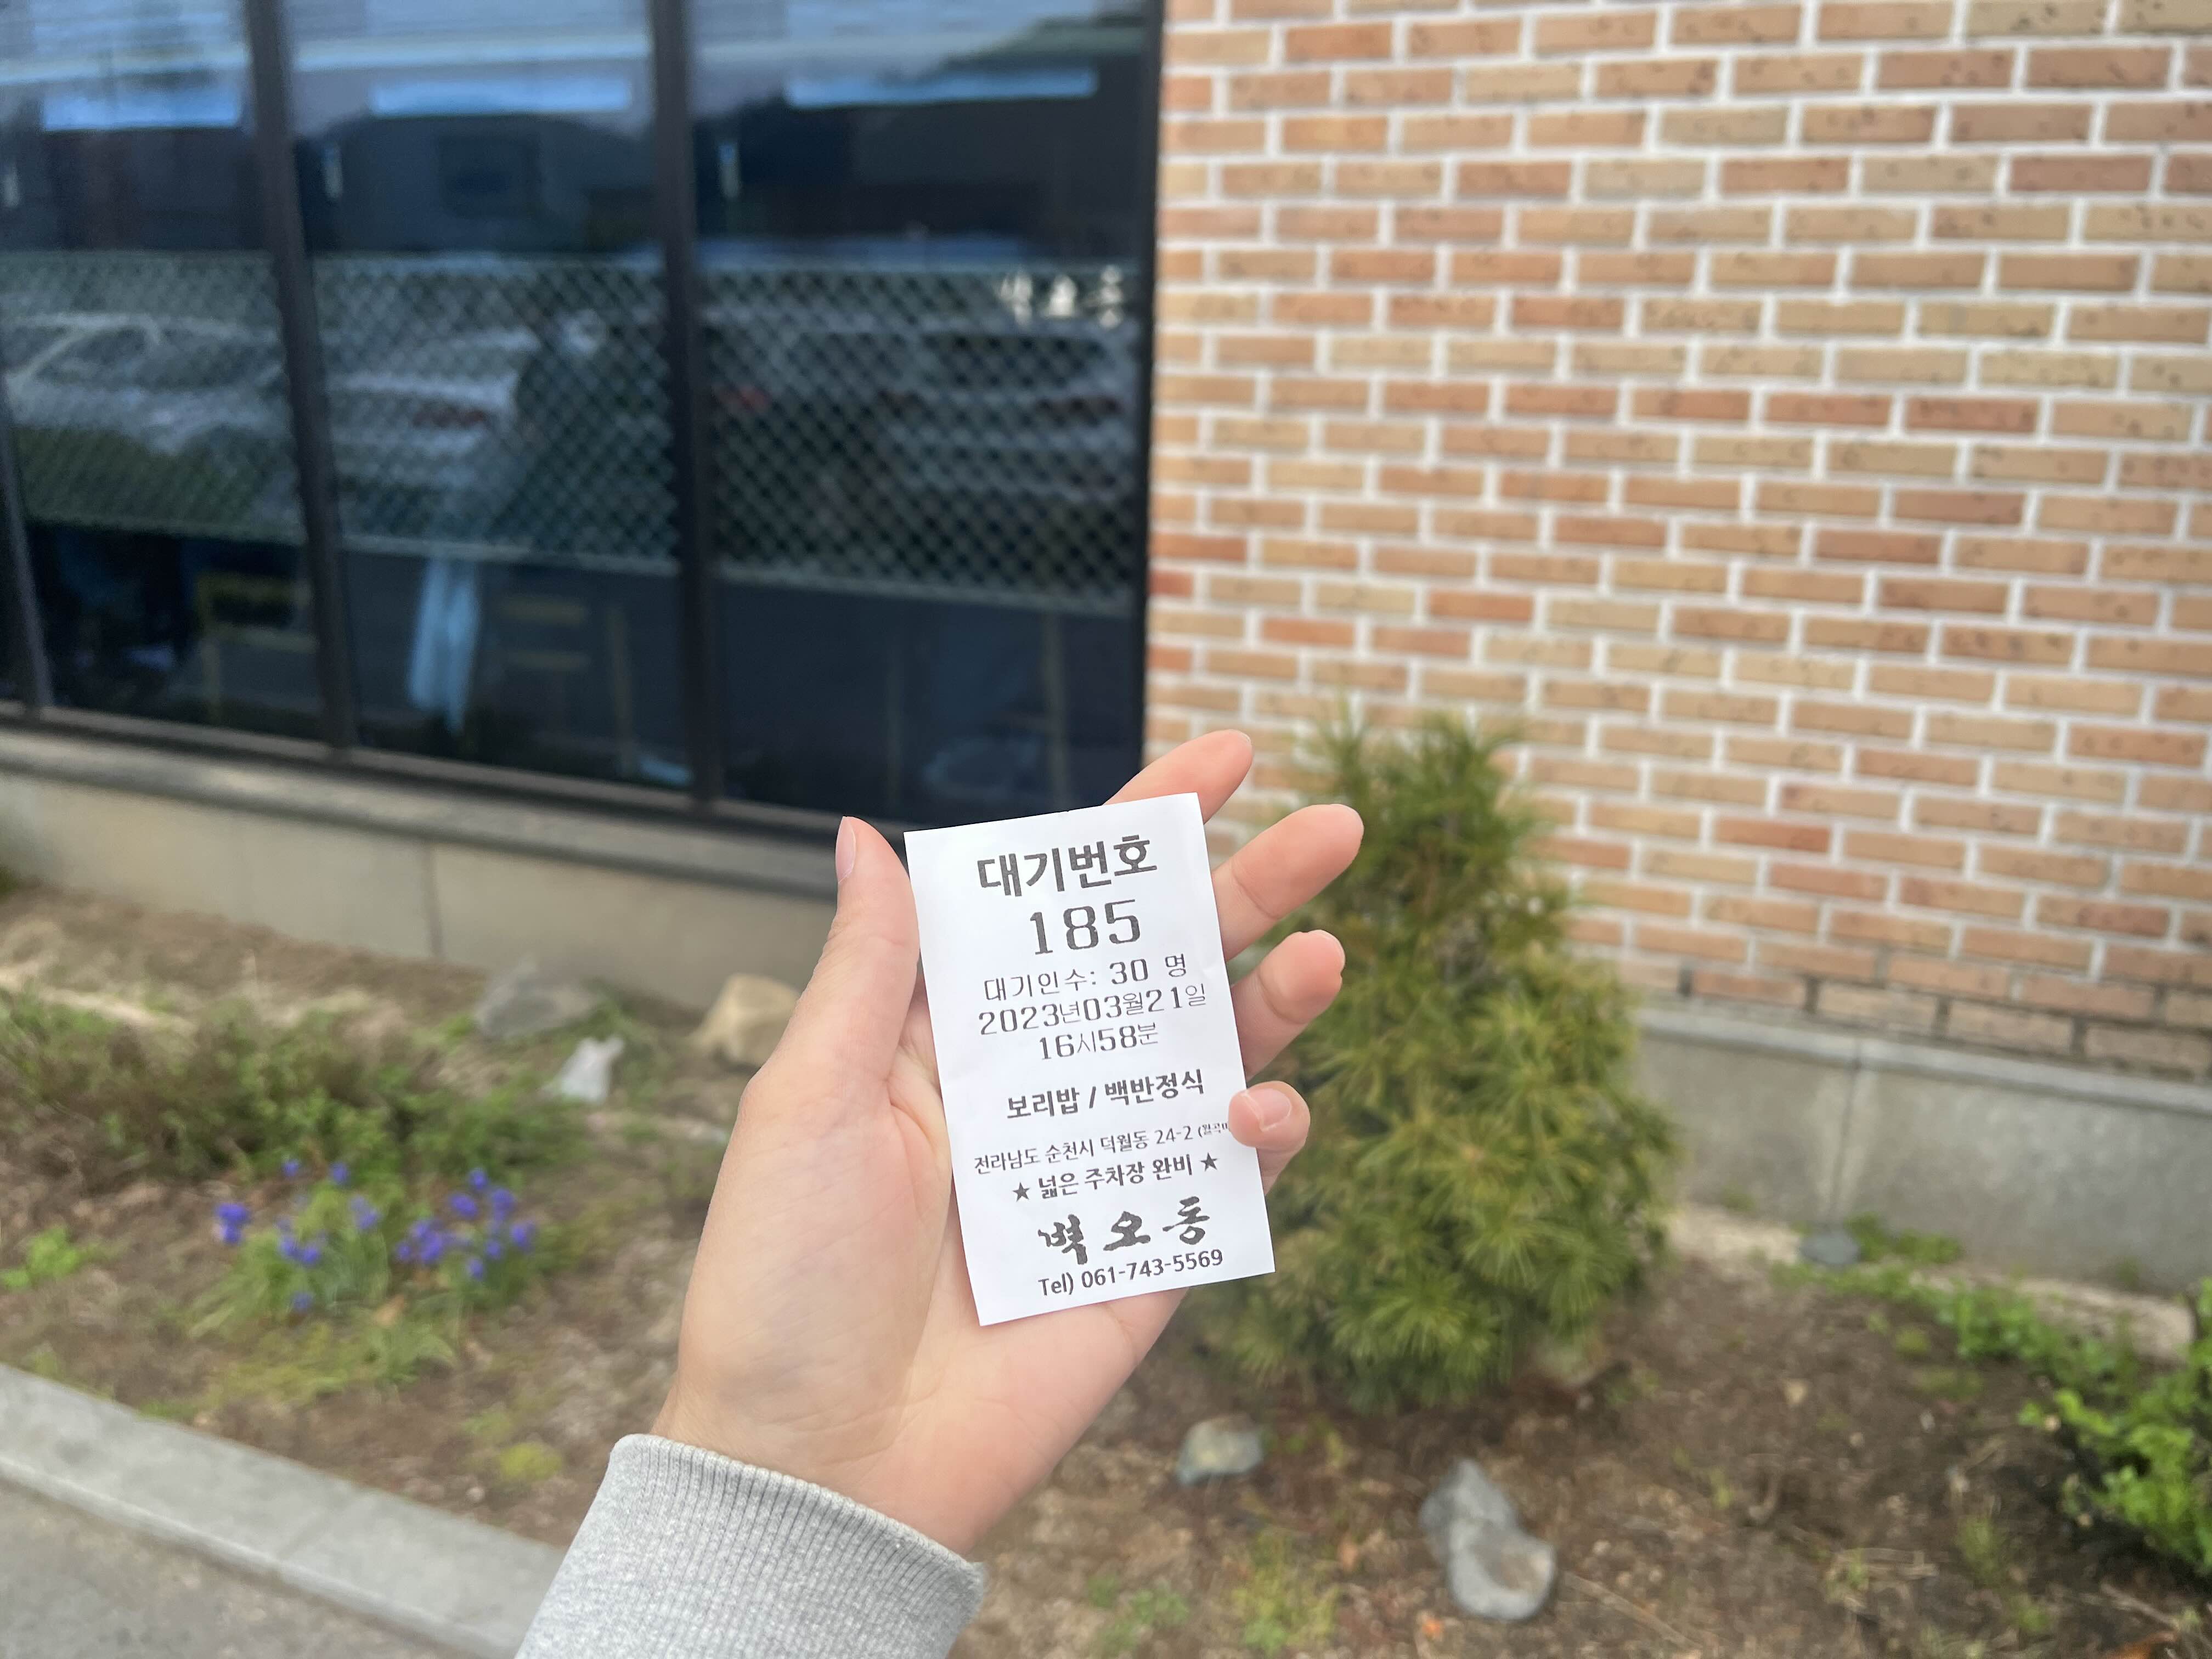 벽오동
대기번호
185
대기인수: 30 명
2023년03월21일
16시58분
보리밥 / 백반정식
전라남도 순천시 덕월동 24-2
★ 넓은 주차장 완비 ★
벽오동
Tel) 061-743-5569